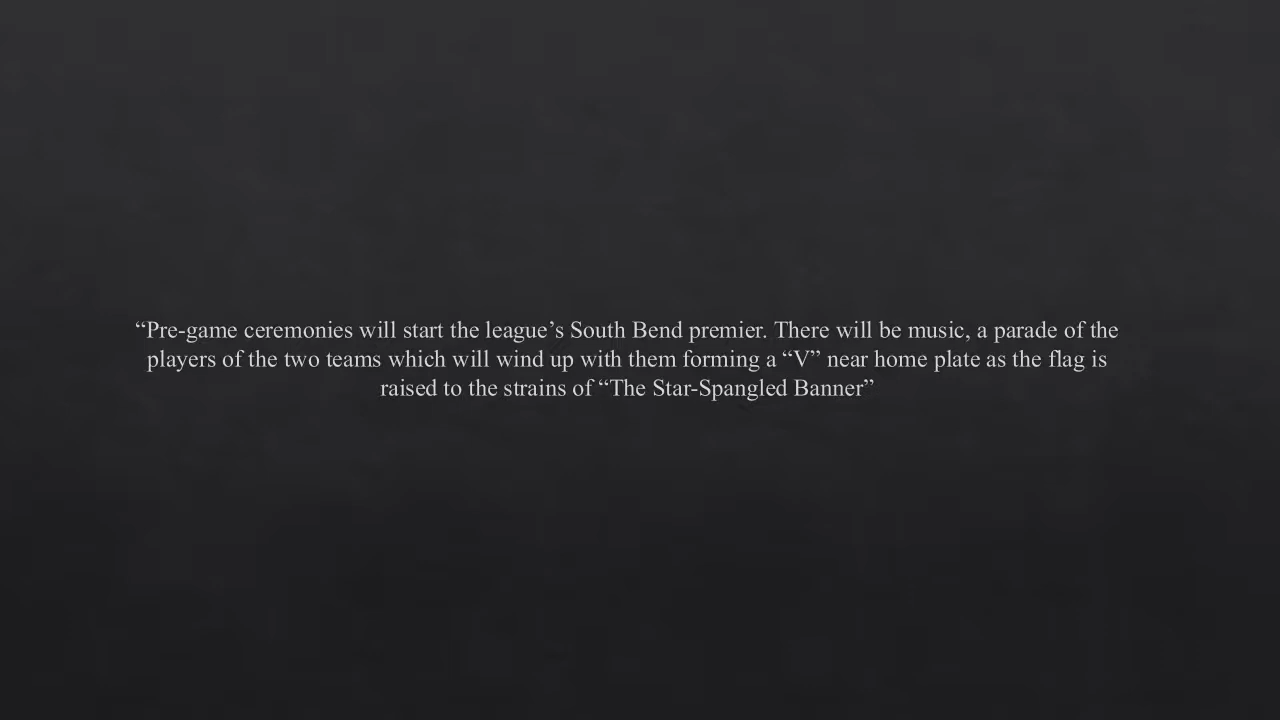 “Pre-game ceremonies will start the league’s South Bend premier. There will be music, a parade of the
players of the two teams which will wind up with them forming a “V” near home plate as the flag is
raised to the strains of “The Star-Spangled Banner”